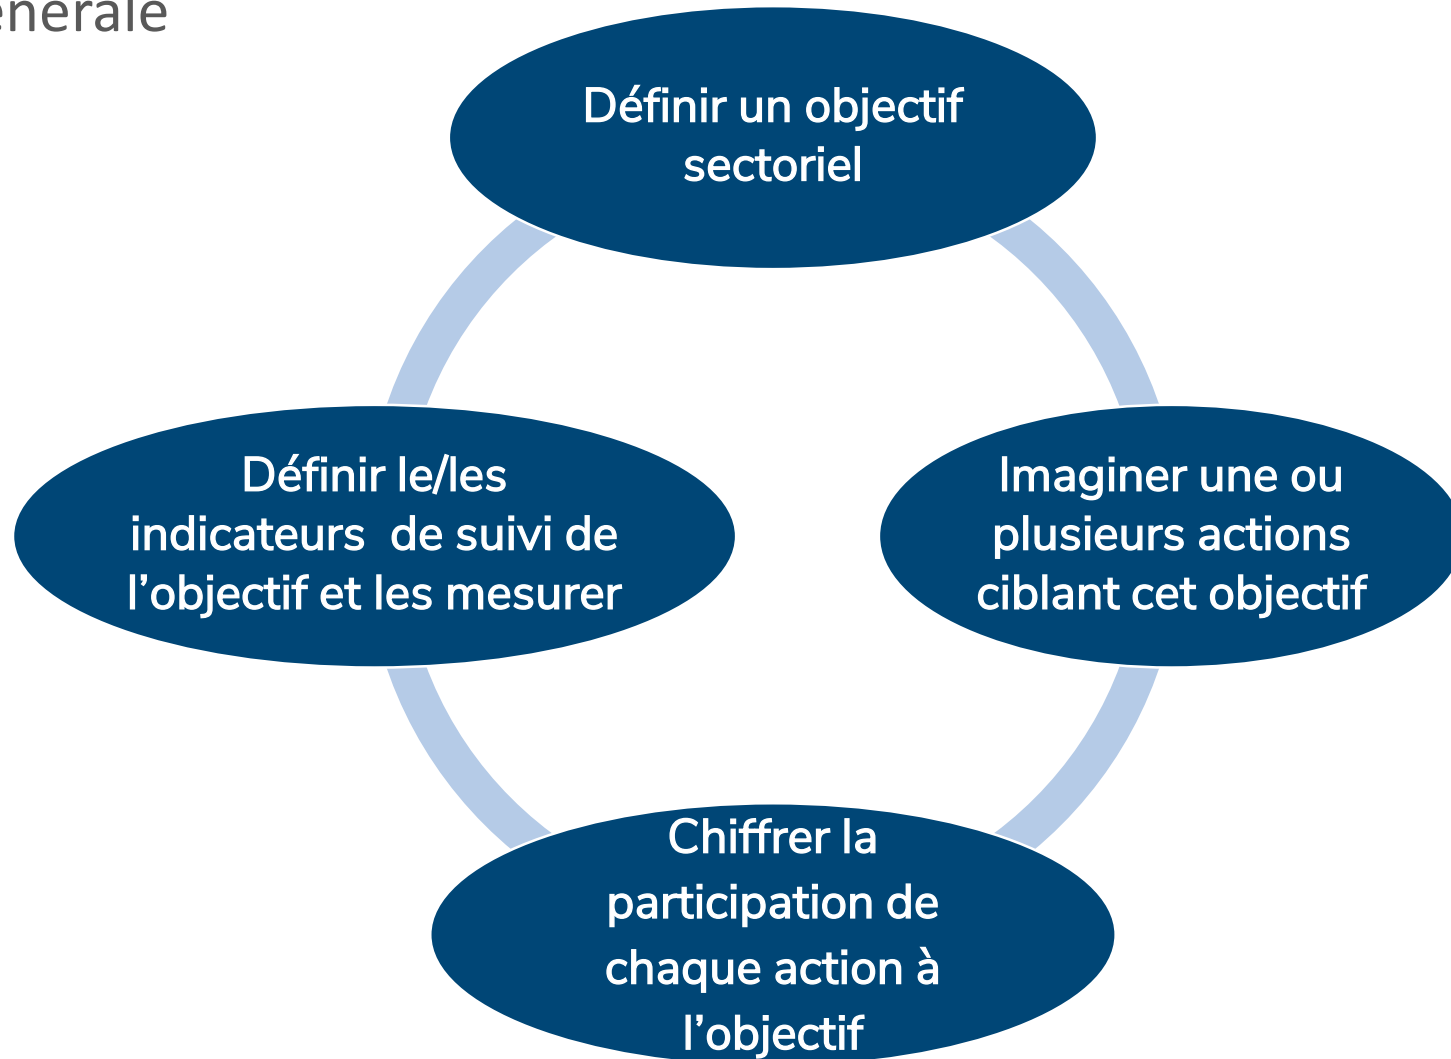 énérale
Définir un objectif
sectoriel
Définir le/les
indicateurs  de suivi de
l’objectif et les mesurer
Imaginer une ou
plusieurs actions
ciblant cet objectif
Chiffrer la
participation de
chaque action à
l’objectif